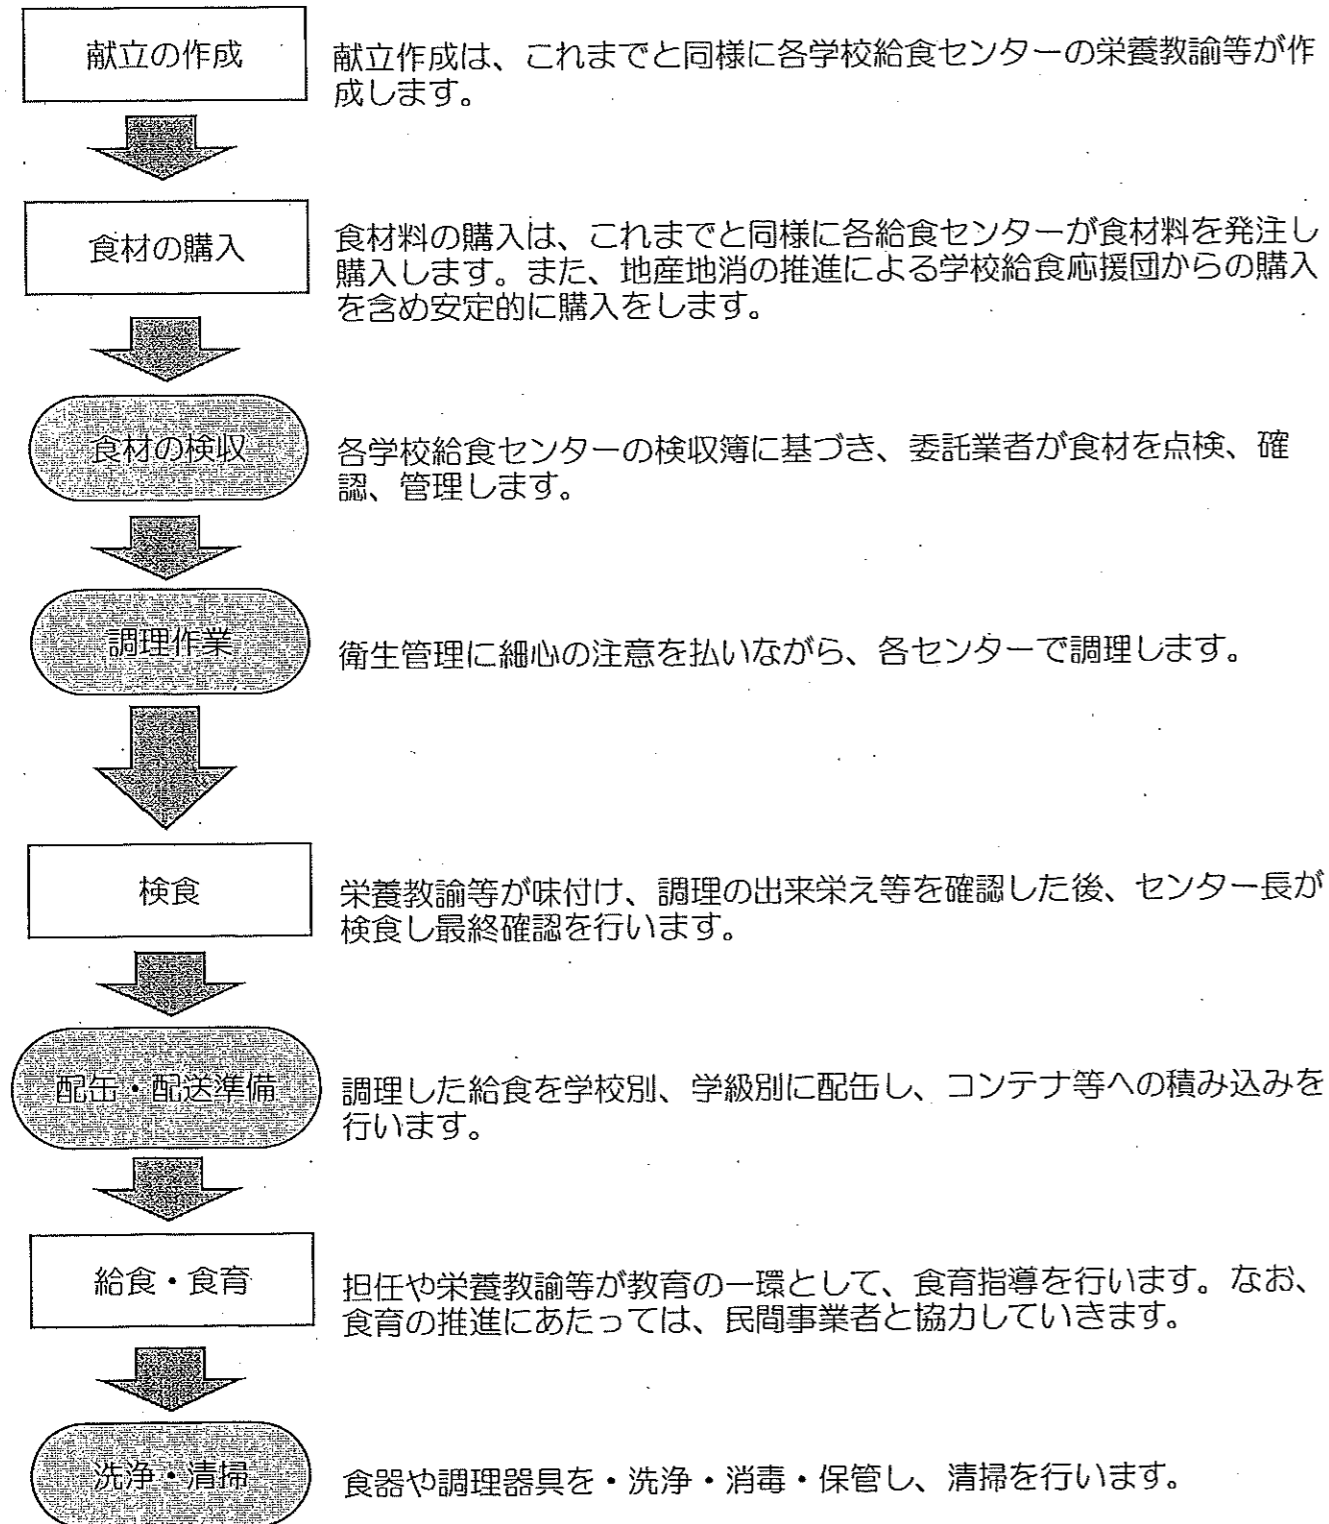 献立の作成
献立作成は、これまでと同様に各学校給食センターの栄養教諭等が作
成します。
食材の購入
食材料の購入は、これまでと同様に各給食センターが食材料を発注し
購入します。また、地産地消の推進による学校給食応援団からの購入
を含め安定的に購入をします。
食材の検収
各学校給食センターの検収簿に基づき、委託業者が食材を点検、確
認、管理します。
調理作業
衛生管理に細心の注意を払いながら、各センターで調理します。
検食
栄養教諭等が味付け、調理の出来栄え等を確認した後、センター長が
検食し最終確認を行います。
配缶・配送準備
調理した給食を学校別、学級別に配缶し、コンテナ等への積み込みを
行います。
給食・食育
担任や栄養教諭等が教育の一環として、食育指導を行います。なお、
食育の推進にあたっては、民間事業者と協力していきます。
洗浄・清掃
食器や調理器具を・洗浄・消毒・保管し、清掃を行います。